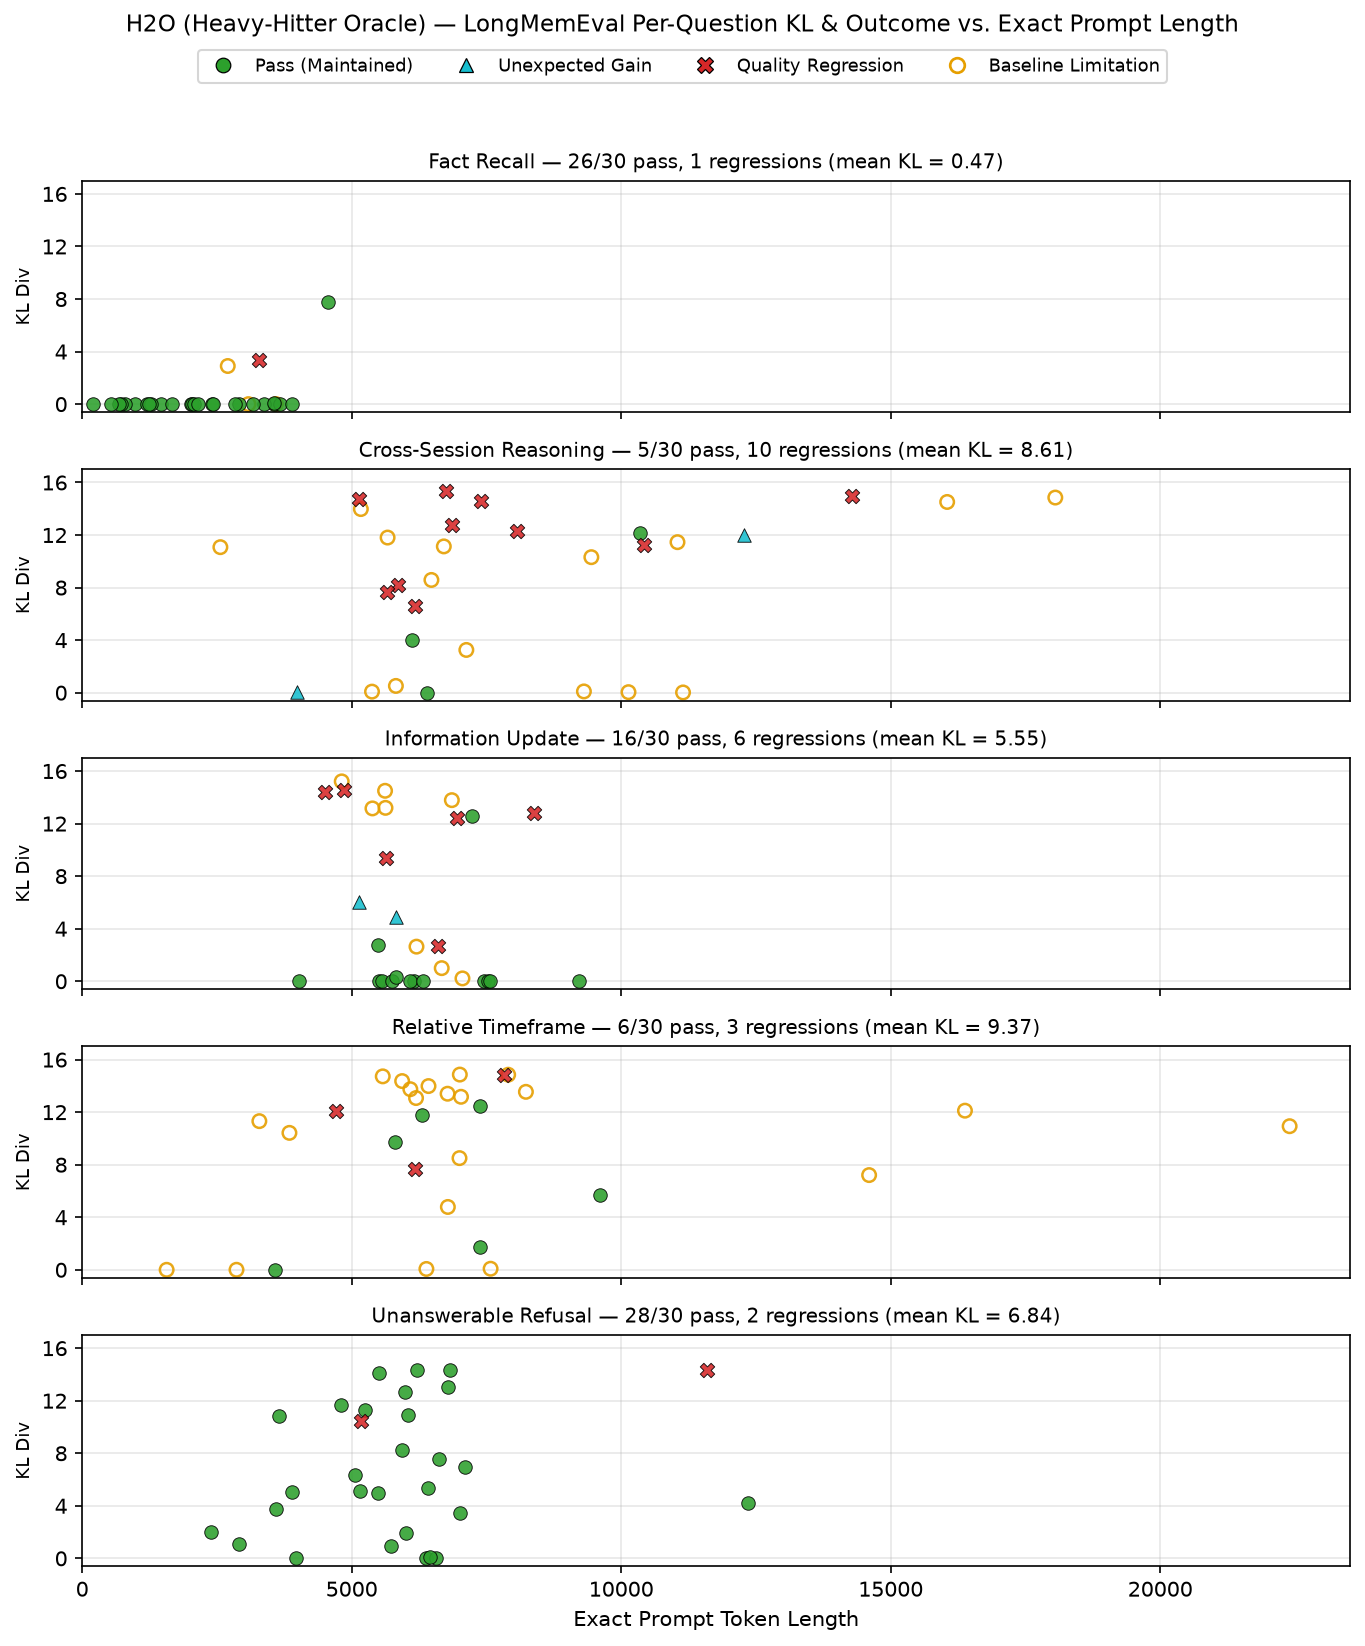 H2O (Heavy-Hitter Oracle) — LongMemEval Per-Question KL & Outcome vs. Exact Prompt Length
Pass (Maintained) Unexpected Gain Quality Regression Baseline Limitation
Fact Recall — 26/30 pass, 1 regressions (mean KL = 0.47)
16
12
8
4
0
KL Div
Cross-Session Reasoning — 5/30 pass, 10 regressions (mean KL = 8.61)
16
12
8
4
0
KL Div
Information Update — 16/30 pass, 6 regressions (mean KL = 5.55)
16
12
8
4
0
KL Div
Relative Timeframe — 6/30 pass, 3 regressions (mean KL = 9.37)
16
12
8
4
0
KL Div
Unanswerable Refusal — 28/30 pass, 2 regressions (mean KL = 6.84)
16
12
8
4
0
KL Div
0 5000 10000 15000 20000
Exact Prompt Token Length